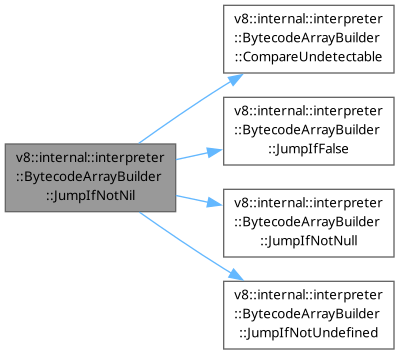 v8::internal::interpreter
::BytecodeArrayBuilder
::JumpIfNotNil
v8::internal::interpreter
::BytecodeArrayBuilder
::CompareUndetectable
v8::internal::interpreter
::BytecodeArrayBuilder
::JumpIfFalse
v8::internal::interpreter
::BytecodeArrayBuilder
::JumpIfNotNull
v8::internal::interpreter
::BytecodeArrayBuilder
::JumpIfNotUndefined